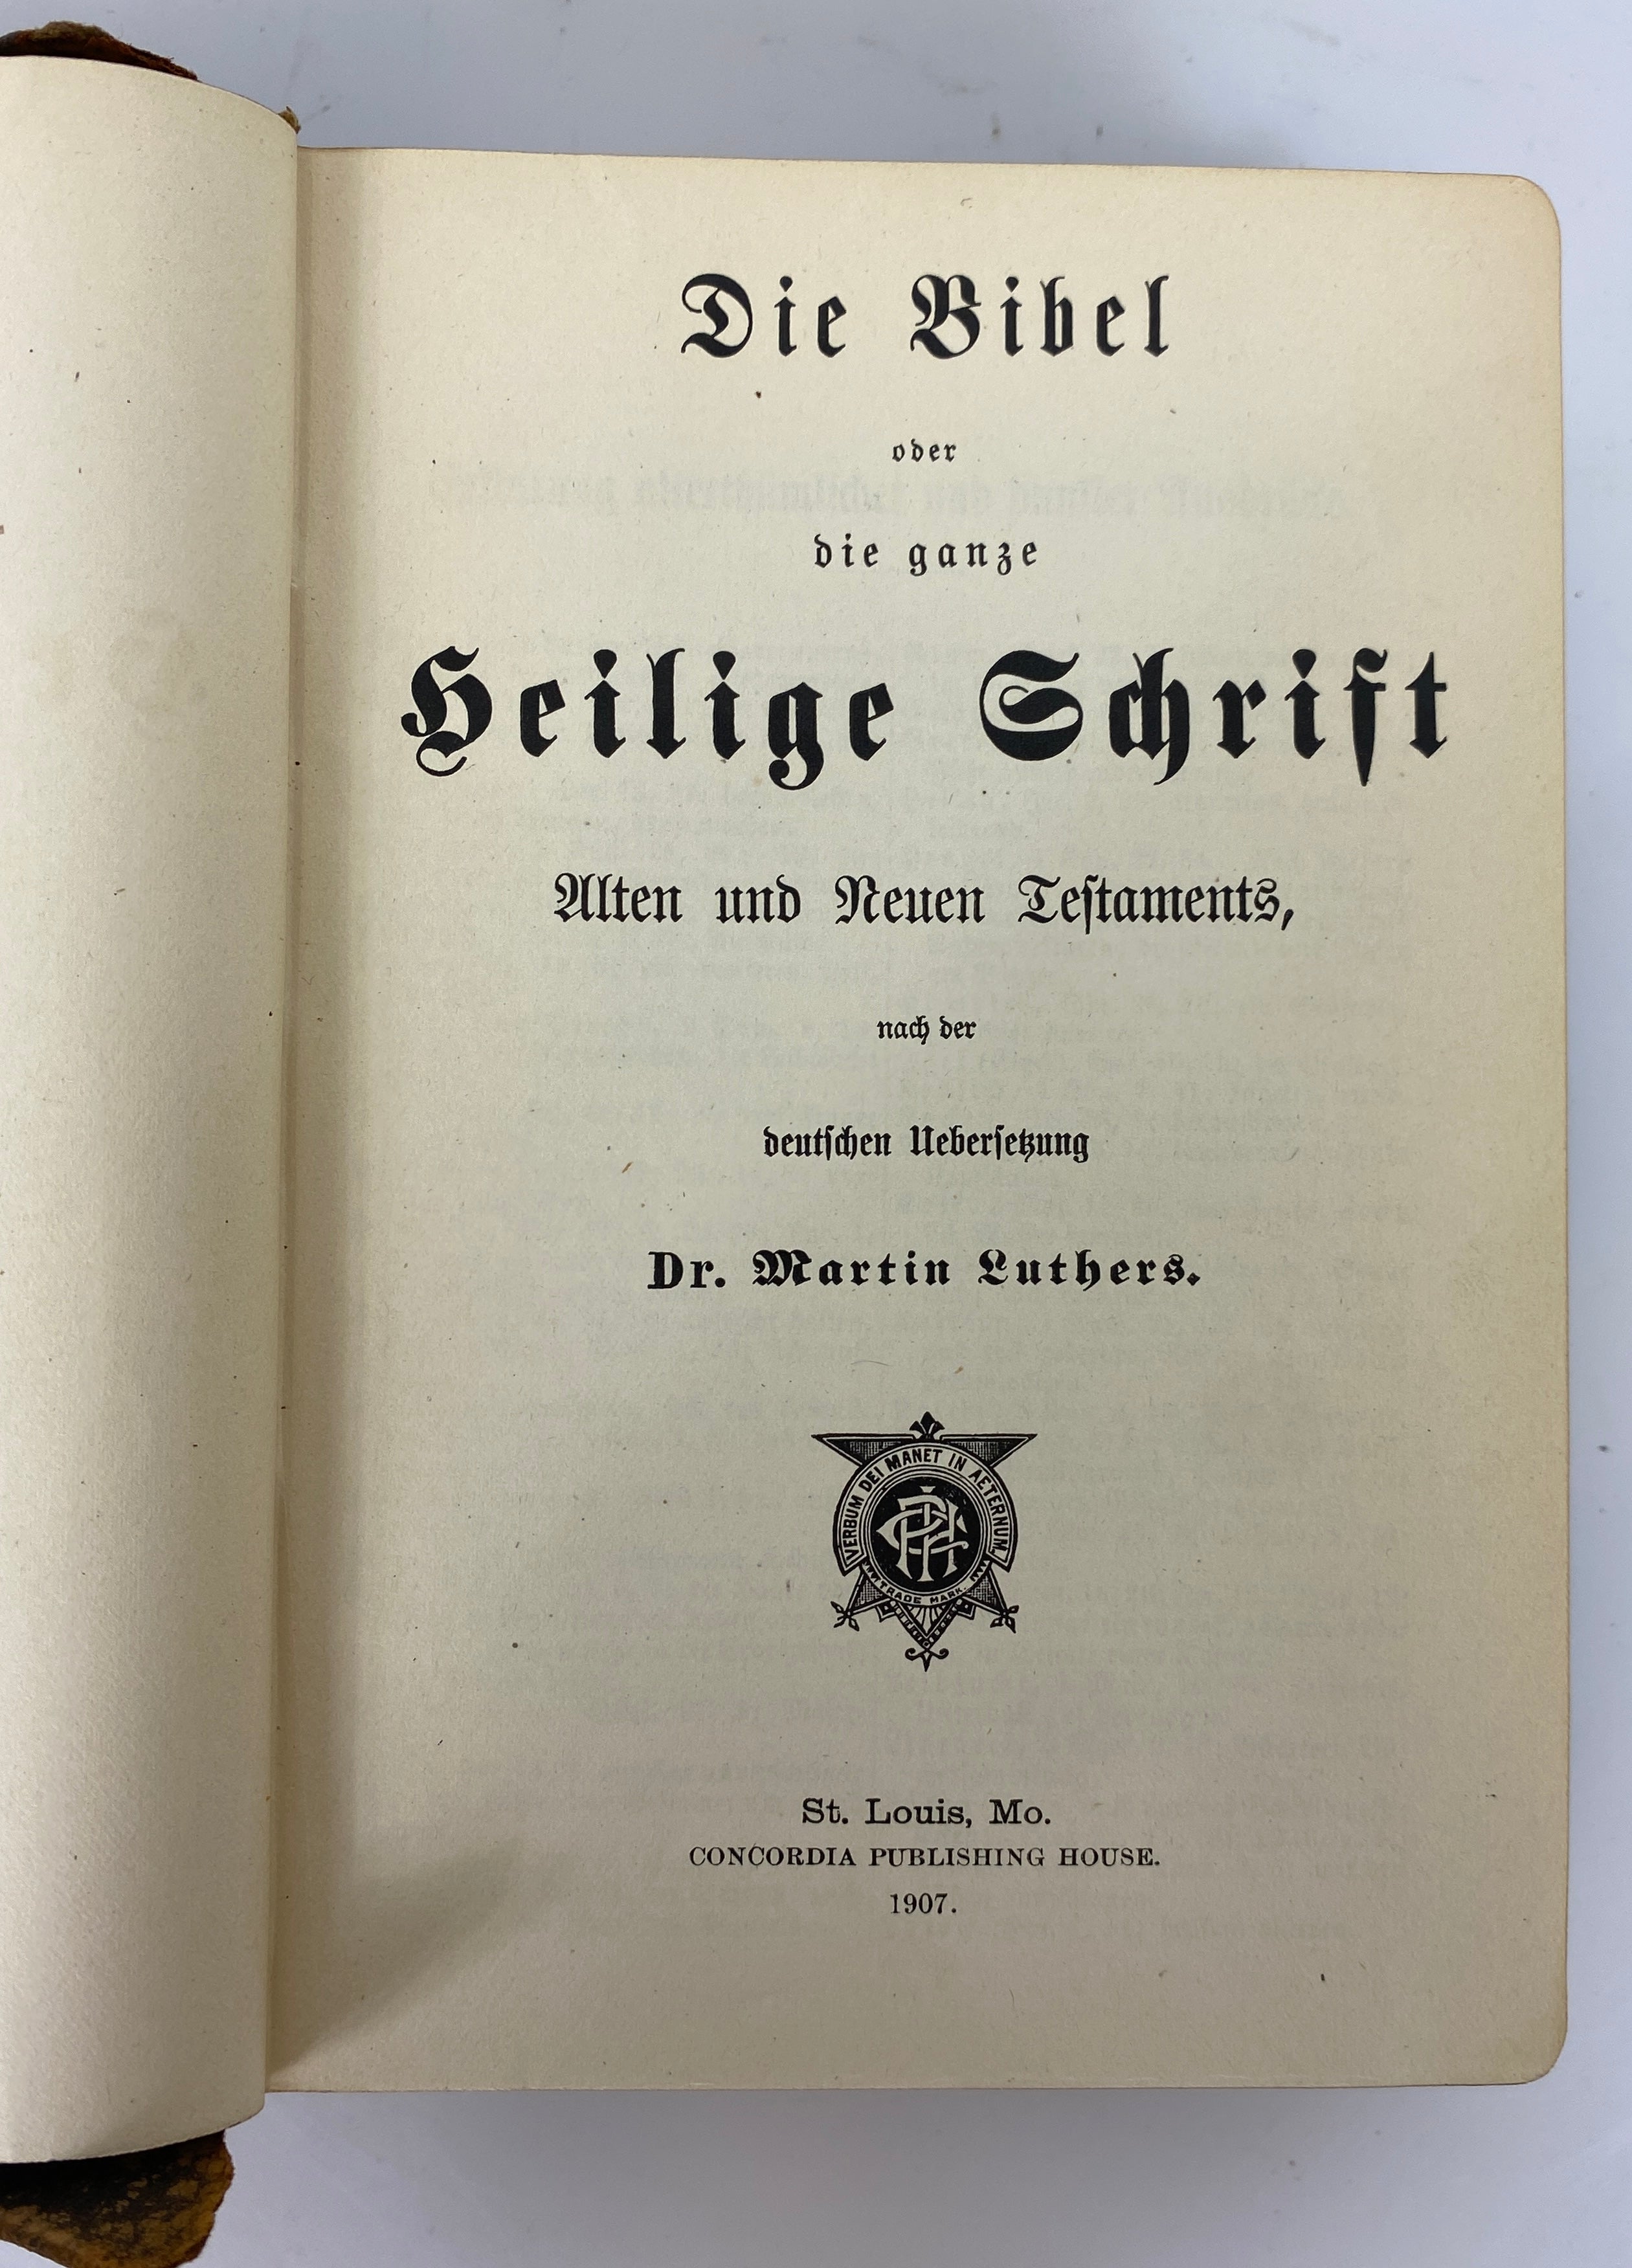 Die Bibel
oder
die ganze
Heilige Schrift
Alten und Neuen Testaments,
nach der
deutschen Uebersetzung
Dr. Martin Luthers.
VERBUM DEI MANET IN AETERNUM
CPH
TRADE MARK.
St. Louis, Mo.
CONCORDIA PUBLISHING HOUSE.
1907.